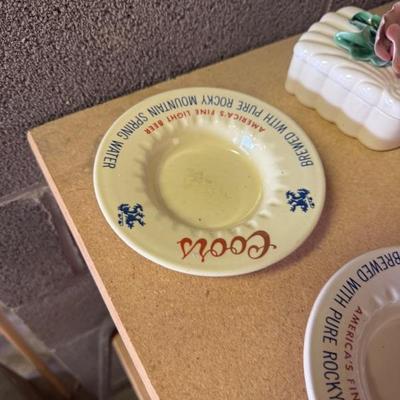 BREWED WITH PURE ROCKY MOUNTAIN SPRING WATER
AMERICA'S FINE LIGHT BEER
Coors
BREWED WITH PURE ROCKY
AMERICA'S FIN